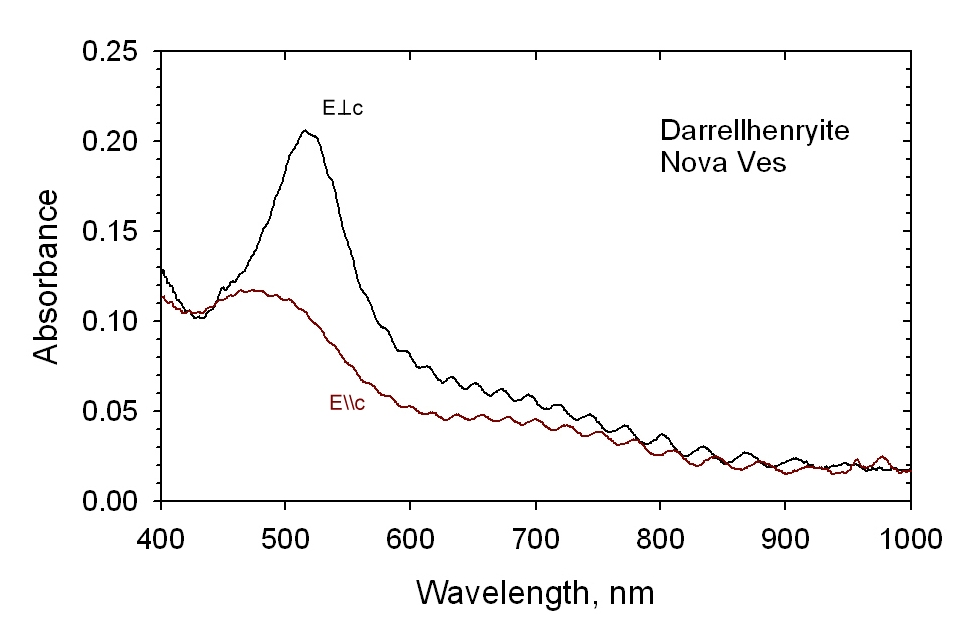 0.25
0.20
0.15
0.10
0.05
0.00
Absorbance
E⊥c
Darrellhenryite
Nova Ves
E\\c
400 500 600 700 800 900 1000
Wavelength, nm